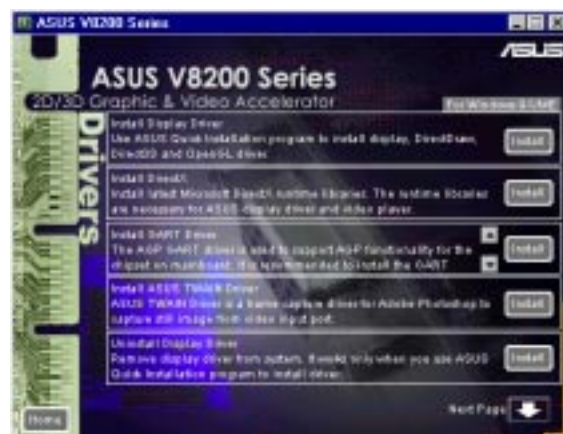 ASUS V8200 Series
ASUS
ASUS V8200 Series
2D/3D Graphic & Video Accelerator
For Windows 9X/ME
Drivers
Install Display Driver
Use ASUS Quick Installation program to install display, DirectDraw,
Direct3D and OpenGL driver.
Install
Install DirectX
Install latest Microsoft DirectX runtime libraries. The runtime libraries
are necessary for ASUS display driver and video player.
Install
Install GART Driver
The AGP GART driver is used to support AGP functionality for the
chipset on mainboard. It is recommended to install the GART
Install
Install ASUS TWAIN Driver
ASUS TWAIN Driver is a frame capture driver for Adobe Photoshop to
capture still image from video input port.
Install
Uninstall Display Driver
Remove display driver from system. It works only when you use ASUS
Quick Installation program to install driver.
Install
Next Page
Home